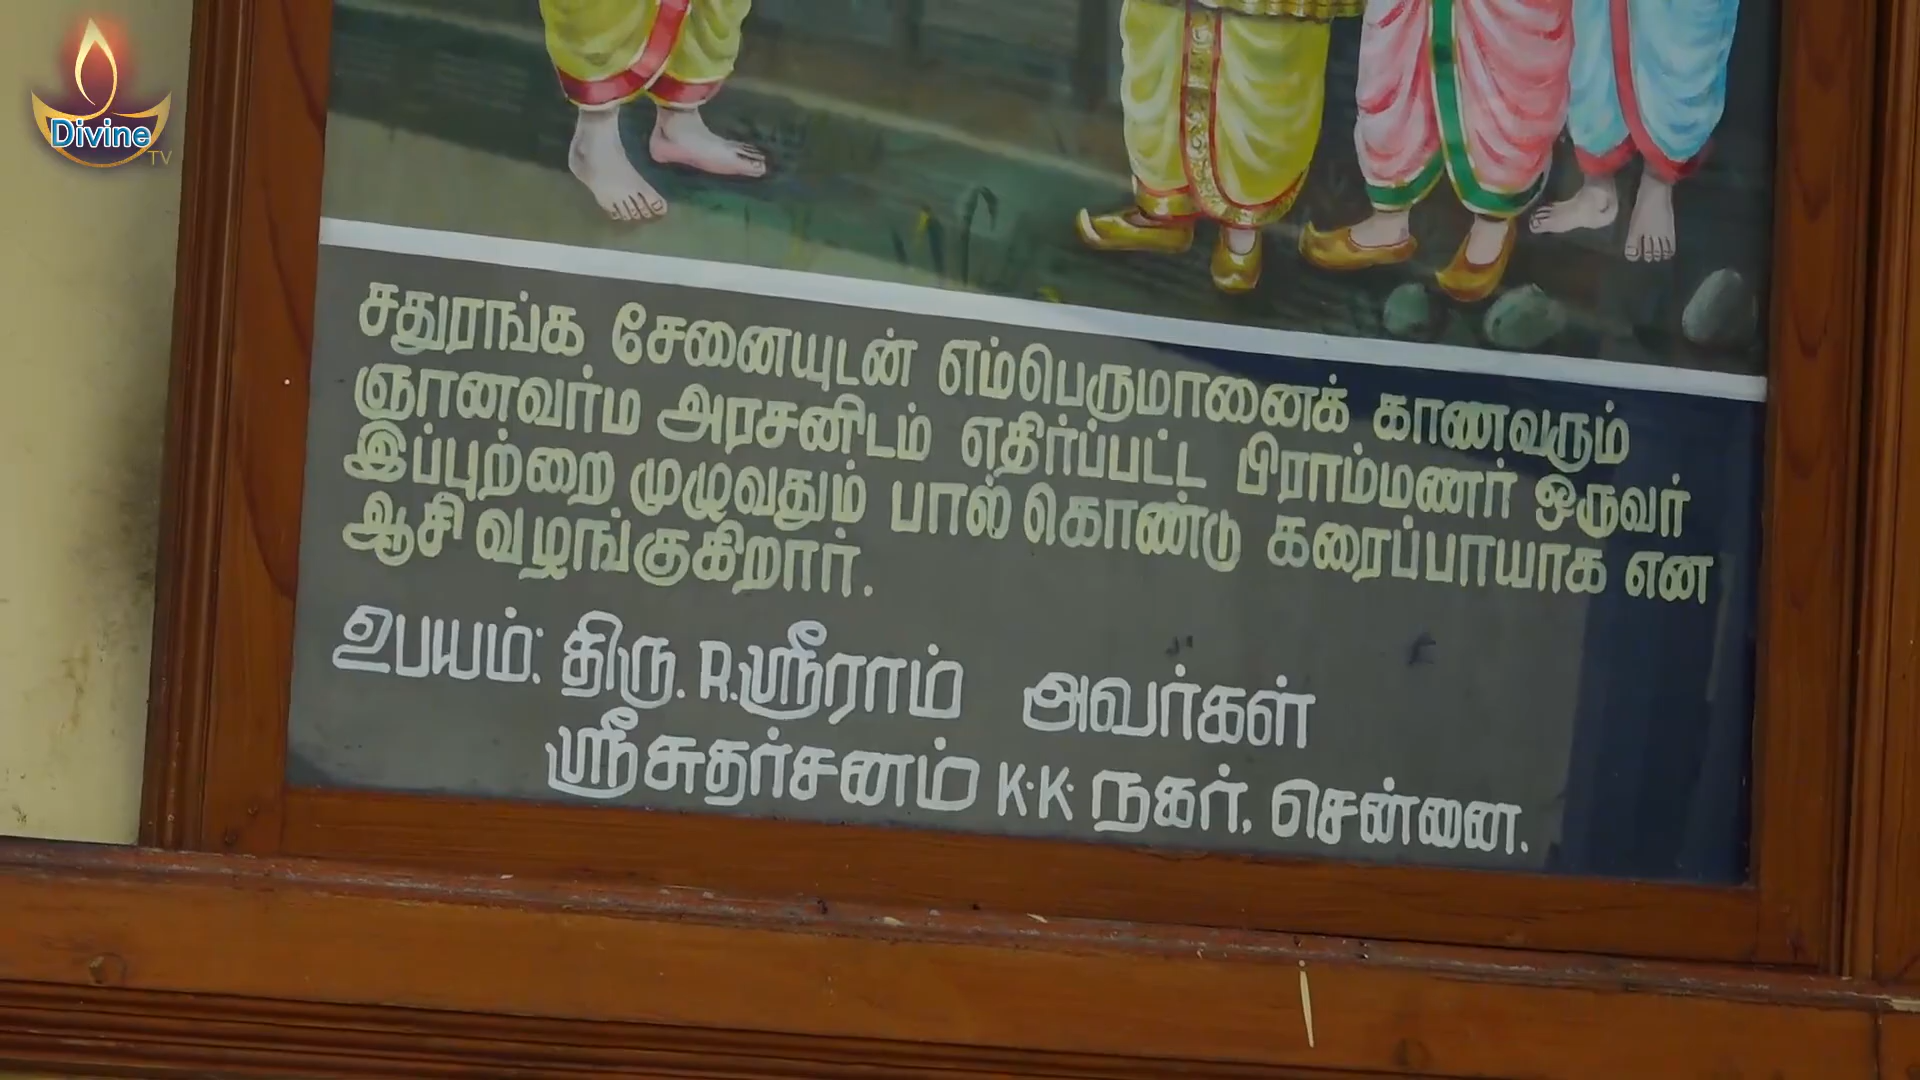 Divine
TV
சதுரங்க சேனையுடன் எம்பெருமானைக் காணவரும்
ஞானவர்ம அரசனிடம் எதிர்ப்பட்ட பிராம்மணர் ஒருவர்
இப்புற்றை முழுவதும் பால் கொண்டு கரைப்பாயாக என
ஆசி வழங்குகிறார்.
உபயம்: திரு. R.ஸ்ரீராம் அவர்கள்
ஸ்ரீசுதர்சனம் K.K. நகர், சென்னை.